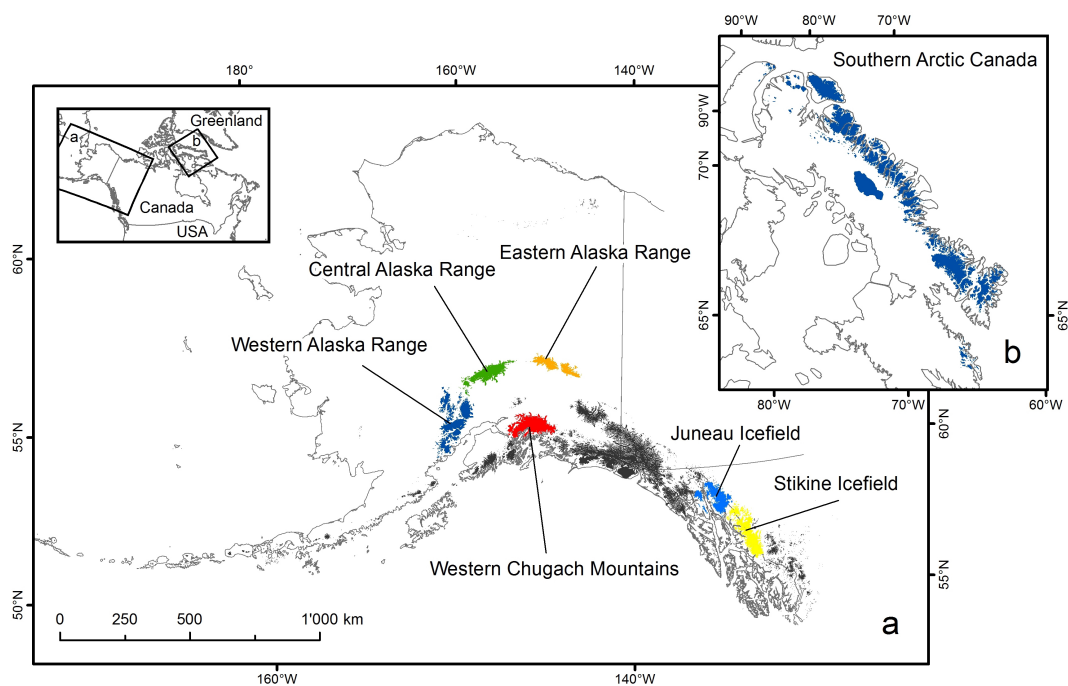 90°W 80°W 70°W
Southern Arctic Canada
180° 160°W 140°W
90°W
Greenland
a
b
70°N
Canada
USA
60°N
Eastern Alaska Range
Central Alaska Range
65°N 65°N
Western Alaska Range
b
80°W 70°W 60°W
55°N
60°N
Juneau Icefield
Stikine Icefield
Western Chugach Mountains
55°N
50°N
0 250 500 1'000 km
a
160°W 140°W